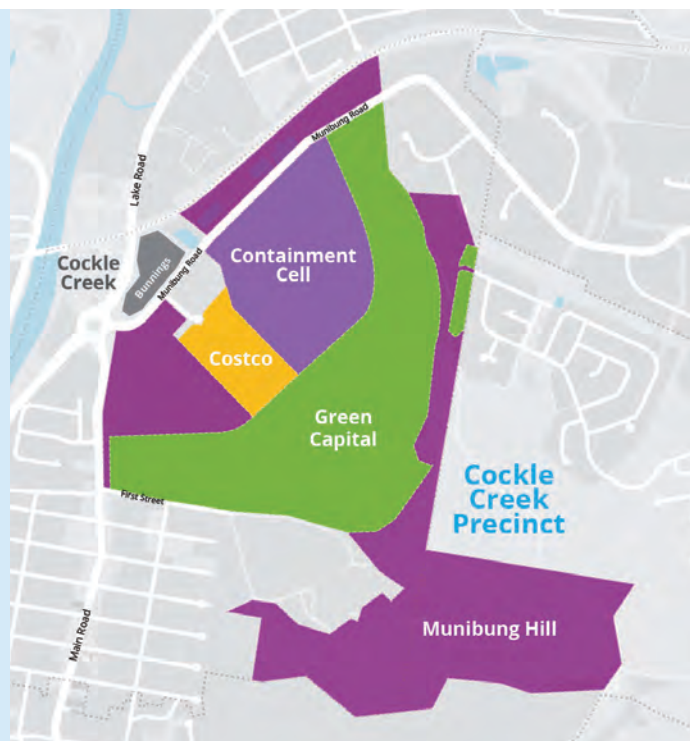 Munibung Road
Lake Road
Containment
Cell
Cockle
Creek
Bunnings
Munibung Road
Costco
Green
Capital
Cockle
Creek
Precinct
First Street
Main Road
Munibung Hill